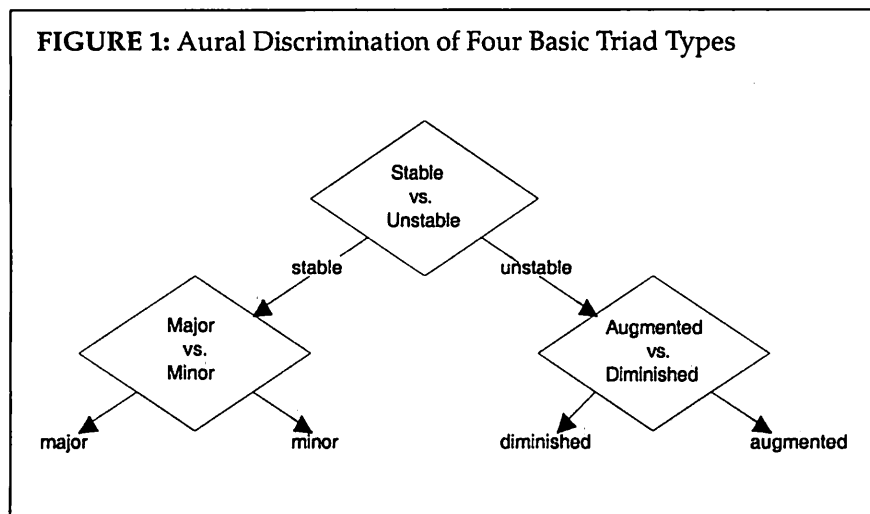 FIGURE 1: Aural Discrimination of Four Basic Triad Types
Stable
vs.
Unstable
stable
unstable
Major
vs.
Minor
Augmented
vs.
Diminished
major
minor
diminished
augmented